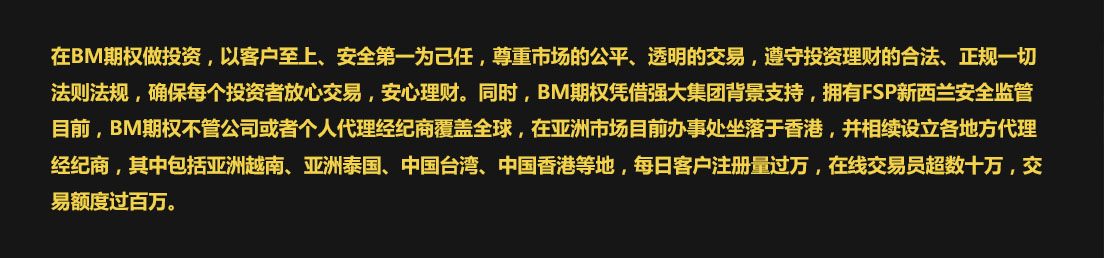 在BM期权做投资，以客户至上、安全第一为己任，尊重市场的公平、透明的交易，遵守投资理财的合法、正规一切
法则法规，确保每个投资者放心交易，安心理财。同时，BM期权凭借强大集团背景支持，拥有FSP新西兰安全监管
目前，BM期权不管公司或者个人代理经纪商覆盖全球，在亚洲市场目前办事处坐落于香港，并相续设立各地方代理
经纪商，其中包括亚洲越南、亚洲泰国、中国台湾、中国香港等地，每日客户注册量过万，在线交易员超数十万，交
易额度过百万。